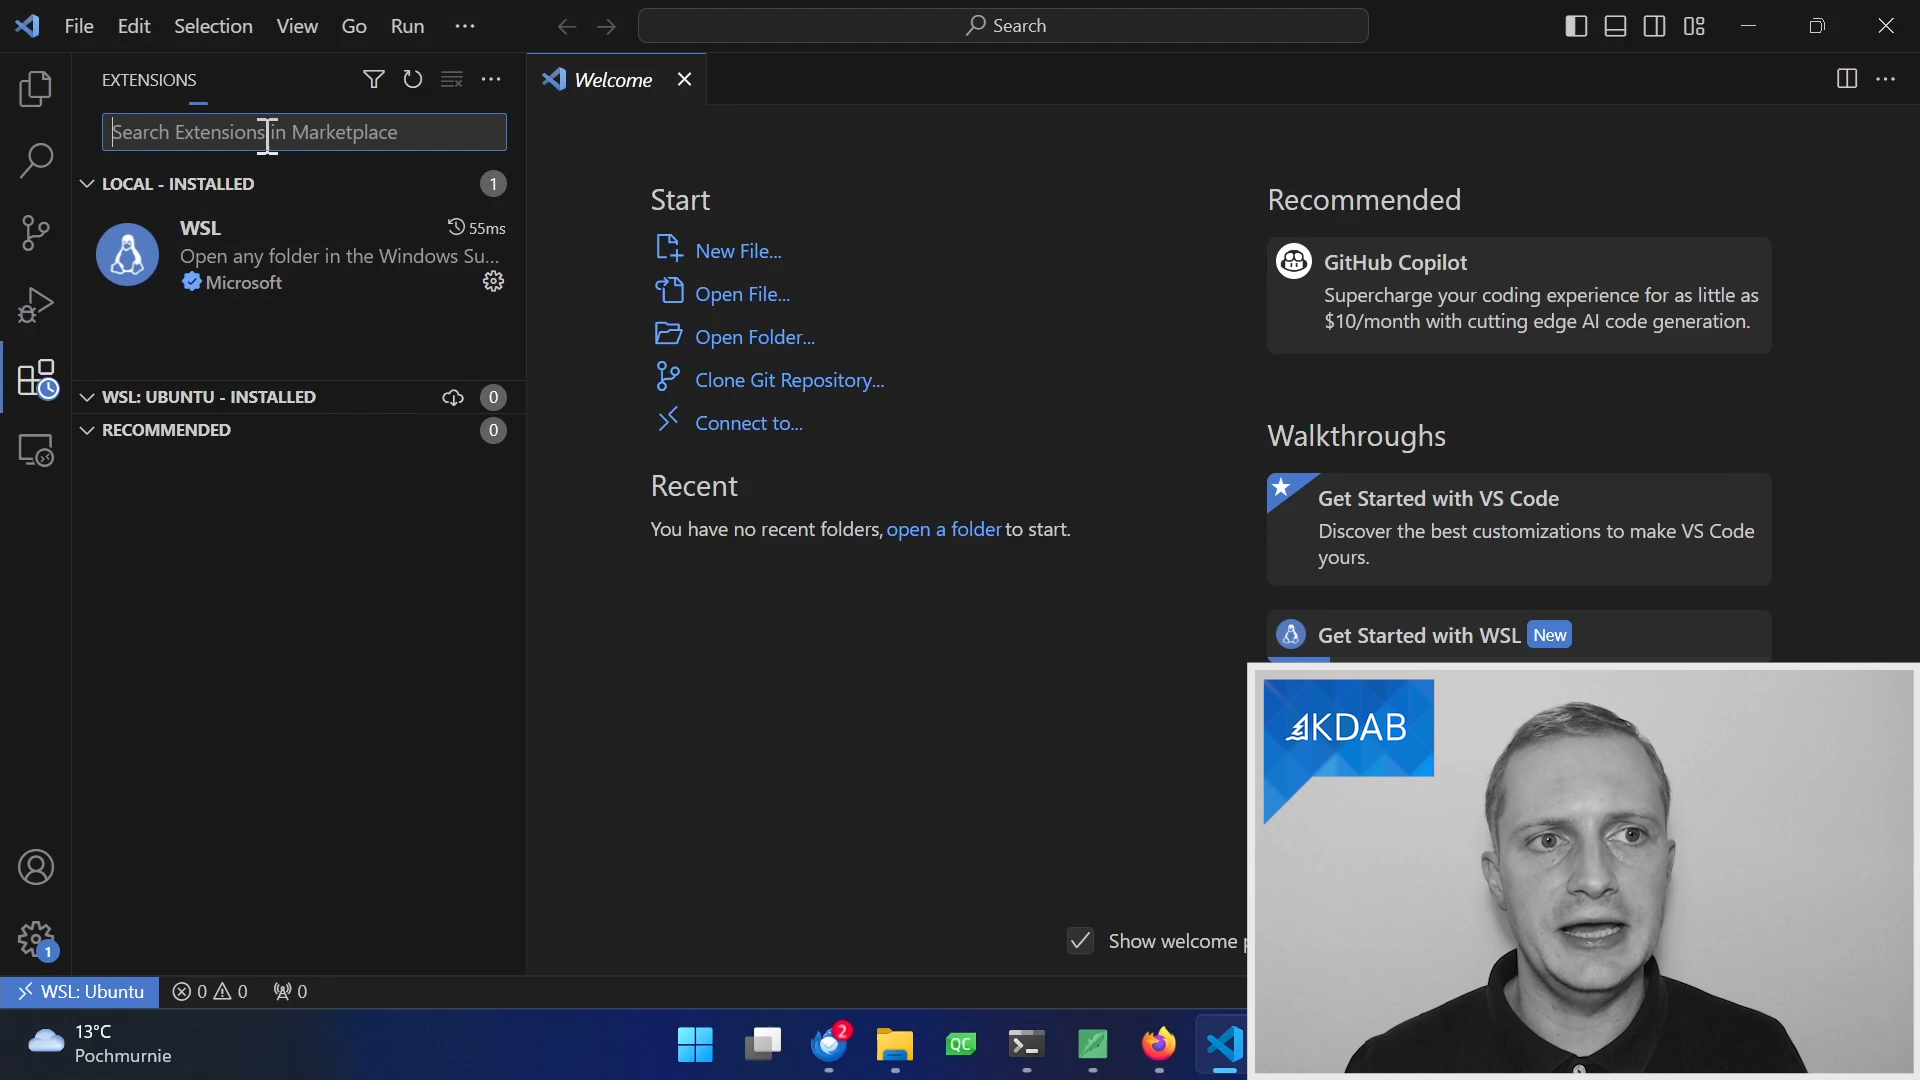 File Edit Selection View Go Run ···
Search
EXTENSIONS
Search Extensions in Marketplace
LOCAL - INSTALLED 1
WSL 55ms
Open any folder in the Windows Su...
Microsoft
WSL: UBUNTU - INSTALLED 0
RECOMMENDED 0
Welcome
Start
New File...
Open File...
Open Folder...
Clone Git Repository...
Connect to...
Recent
You have no recent folders, open a folder to start.
Recommended
GitHub Copilot
Supercharge your coding experience for as little as
$10/month with cutting edge AI code generation.
Walkthroughs
Get Started with VS Code
Discover the best customizations to make VS Code
yours.
Get Started with WSL New
KDAB
Show welcome
1
WSL: Ubuntu 0 0 0
13°C
Pochmurnie
2
QC